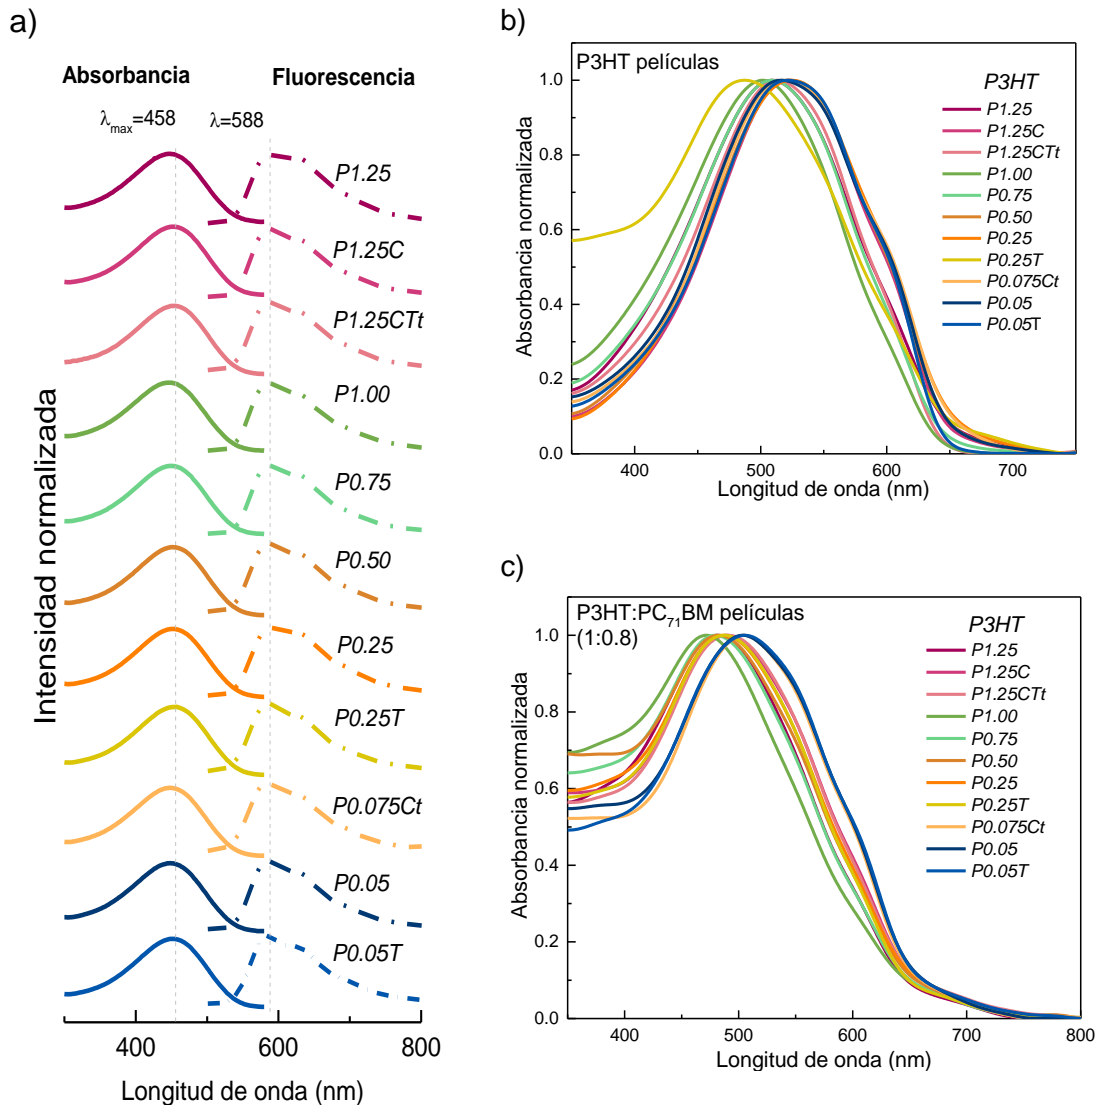 a)
Absorbancia
Fluorescencia
λmax=458
λ=588
P1.25
P1.25C
P1.25CTt
P1.00
P0.75
P0.50
P0.25
P0.25T
P0.075Ct
P0.05
P0.05T
Intensidad normalizada
400
600
800
Longitud de onda (nm)
b)
P3HT películas
P3HT
P1.25
P1.25C
P1.25CTt
P1.00
P0.75
P0.50
P0.25
P0.25T
P0.075Ct
P0.05
P0.05T
Absorbancia normalizada
1.0
0.8
0.6
0.4
0.2
0.0
400
500
600
700
Longitud de onda (nm)
c)
P3HT:PC71BM películas
(1:0.8)
P3HT
P1.25
P1.25C
P1.25CTt
P1.00
P0.75
P0.50
P0.25
P0.25T
P0.075Ct
P0.05
P0.05T
Absorbancia normalizada
1.0
0.8
0.6
0.4
0.2
0.0
400
500
600
700
800
Longitud de onda (nm)